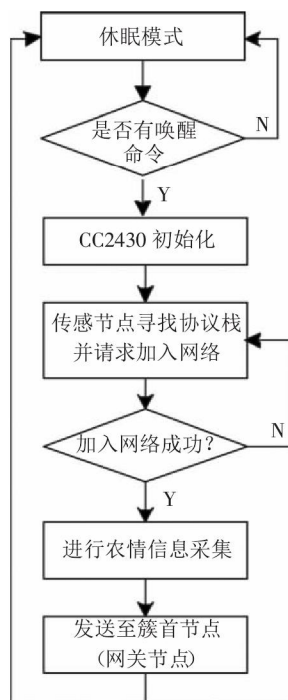 休眠模式
是否有唤醒
命令
N
Y
CC2430 初始化
传感节点寻找协议栈
并请求加入网络
加入网络成功?
N
Y
进行农情信息采集
发送至簇首节点
(网关节点)